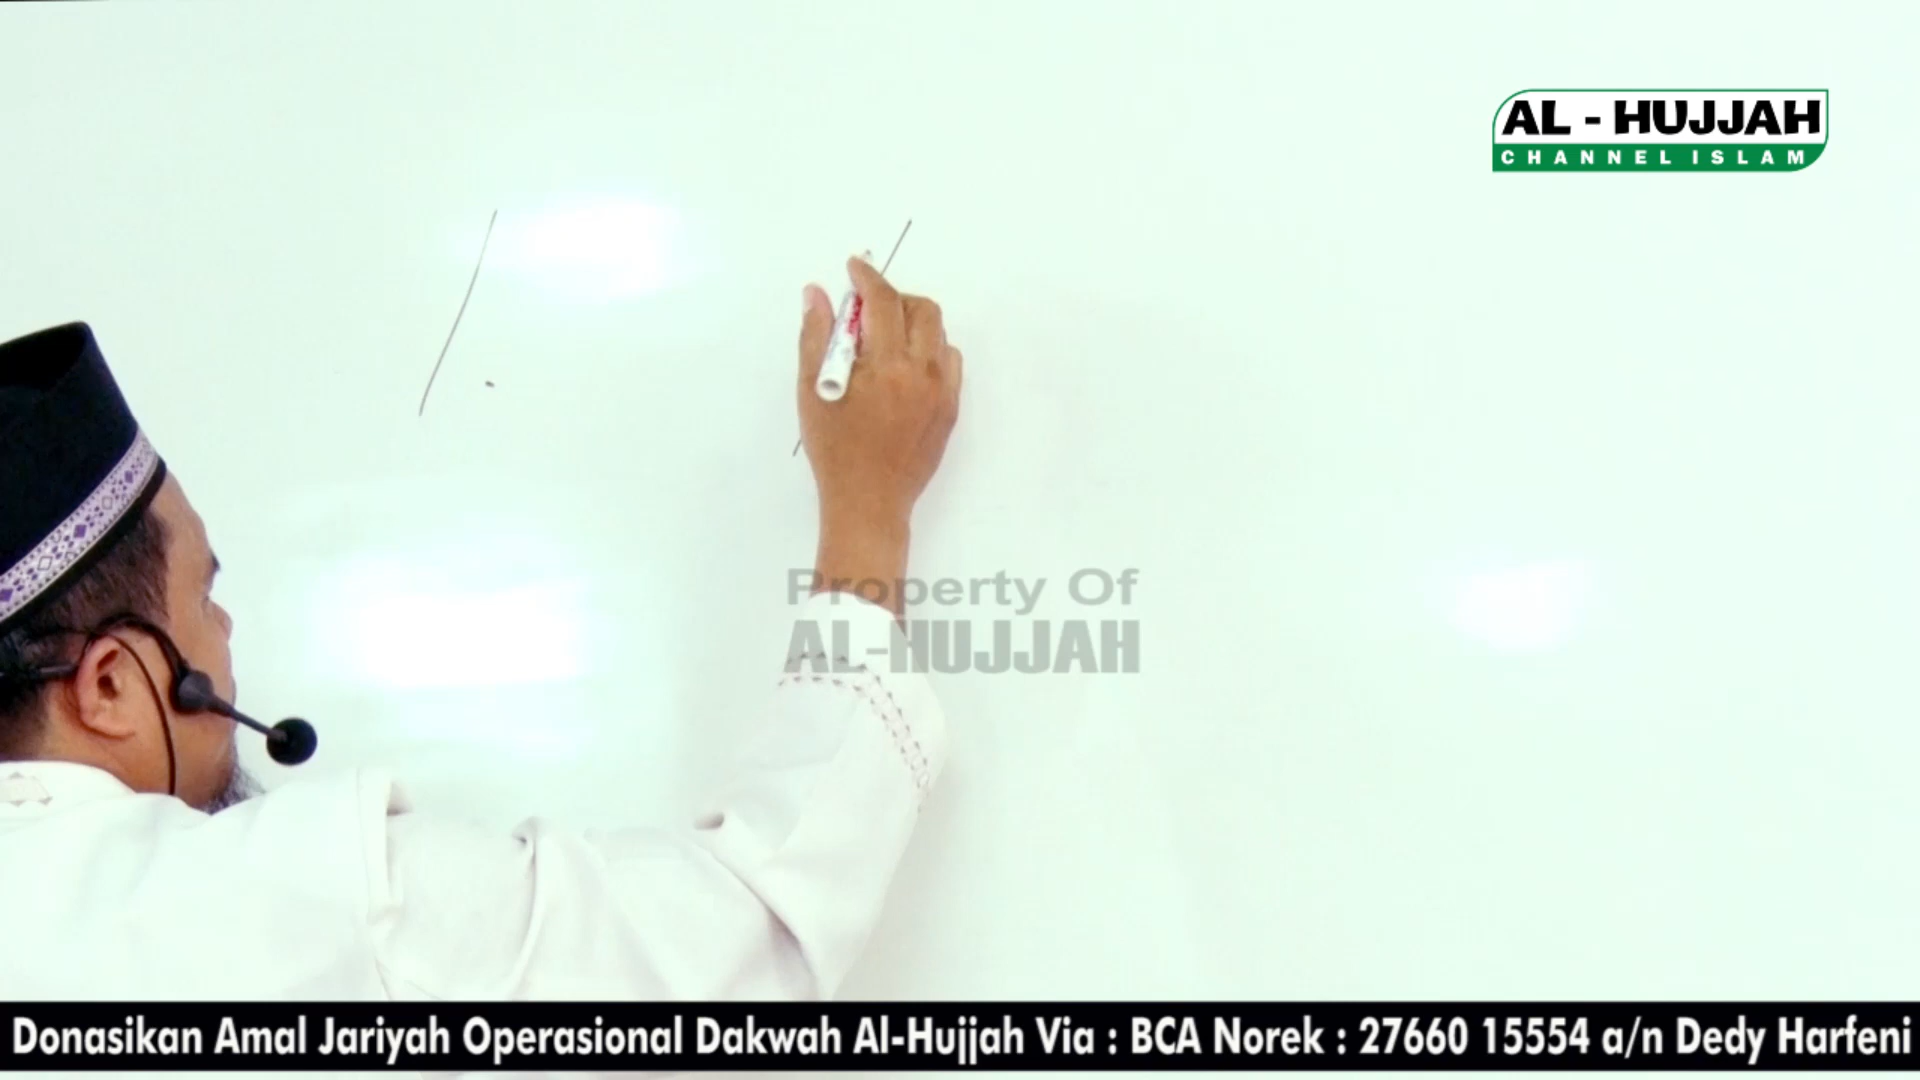 AL - HUJJAH
CHANNEL ISLAM
Property Of
AL-HUJJAH
Donasikan Amal Jariyah Operasional Dakwah Al-Hujjah Via : BCA Norek : 27660 15554 a/n Dedy Harfeni